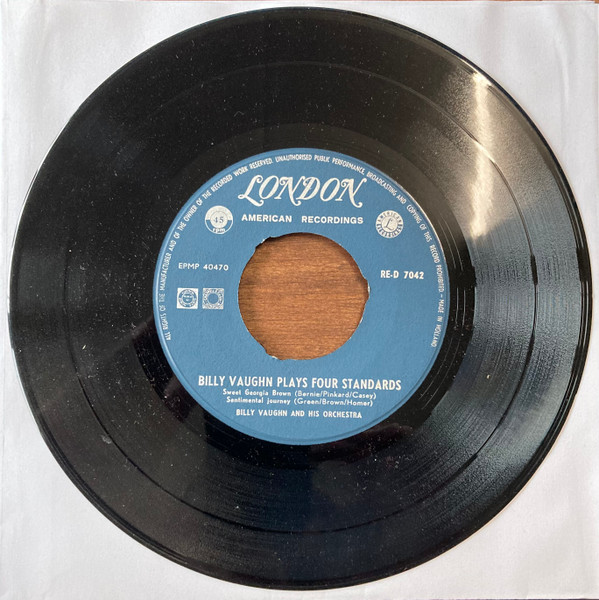 ALL RIGHTS OF THE MANUFACTURER AND OF THE OWNER OF THE RECORDED WORK RESERVED. UNAUTHORISED PUBLIC PERFORMANCE, BROADCASTING AND COPYING OF THIS RECORD PROHIBITED - MADE IN HOLLAND
LONDON
AMERICAN RECORDINGS
45
EPMP 40470
RE-D 7042
BILLY VAUGHN PLAYS FOUR STANDARDS
Sweet Georgia Brown (Bernie/Pinkard/Casey)
Sentimental journey (Green/Brown/Homer)
BILLY VAUGHN AND HIS ORCHESTRA